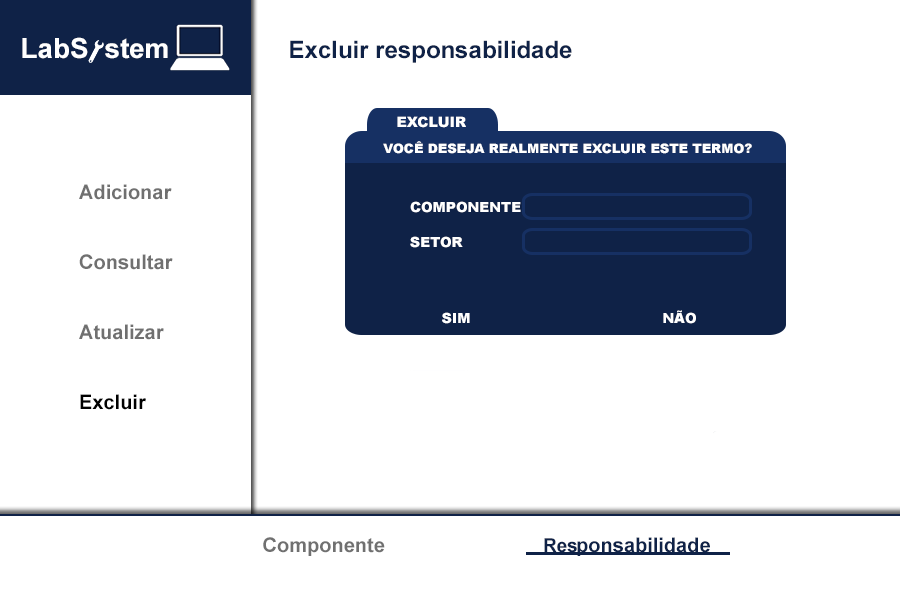 LabSystem
Excluir responsabilidade
EXCLUIR
VOCÊ DESEJA REALMENTE EXCLUIR ESTE TERMO?
Adicionar
COMPONENTE
SETOR
Consultar
SIM NÃO
Atualizar
Excluir
Componente Responsabilidade